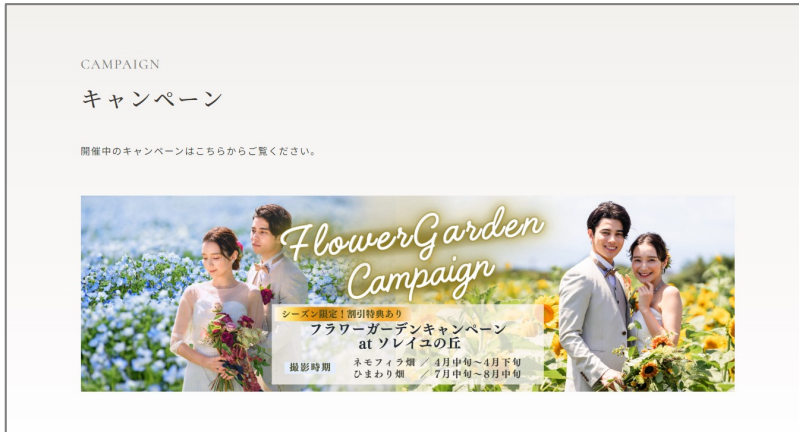 CAMPAIGN
キャンペーン
開催中のキャンペーンはこちらからご覧ください。
FlowerGarden
Campaign
シーズン限定!割引特典あり
フラワーガーデンキャンペーン
at ソレイユの丘
撮影時期
ネモフィラ畑 / 4月中旬~4月下旬
ひまわり畑 / 7月中旬~8月中旬